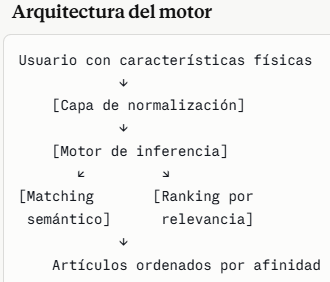 Arquitectura del motor
Usuario con características físicas
↓
[Capa de normalización]
↓
[Motor de inferencia]
↙ ↘
[Matching [Ranking por
semántico] relevancia]
↓
Artículos ordenados por afinidad